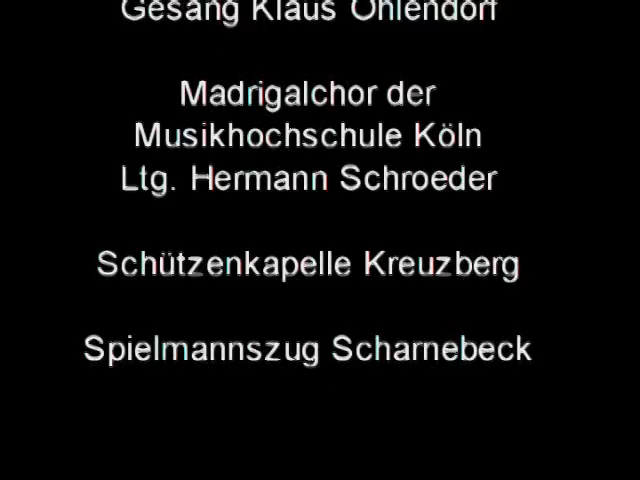 Gesang Klaus Ohlendorf
Madrigalchor der
Musikhochschule Köln
Ltg. Hermann Schroeder
Schützenkapelle Kreuzberg
Spielmannszug Scharnebeck